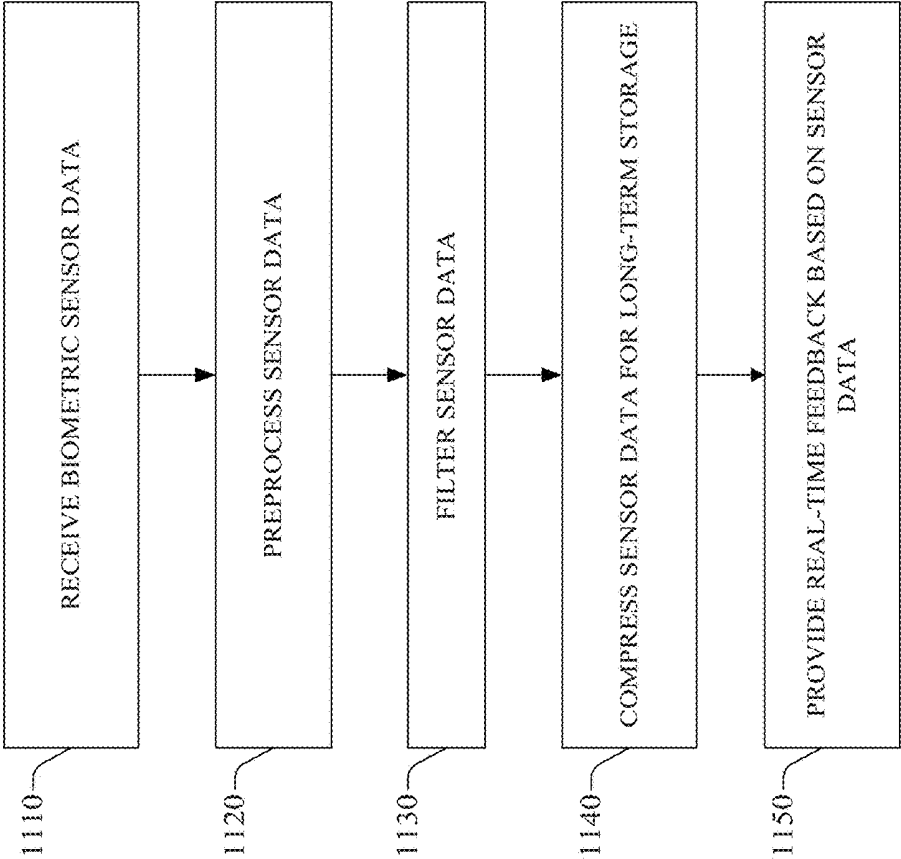 1110
RECEIVE BIOMETRIC SENSOR DATA
1120
PREPROCESS SENSOR DATA
1130
FILTER SENSOR DATA
1140
COMPRESS SENSOR DATA FOR LONG-TERM STORAGE
1150
PROVIDE REAL-TIME FEEDBACK BASED ON SENSOR
DATA